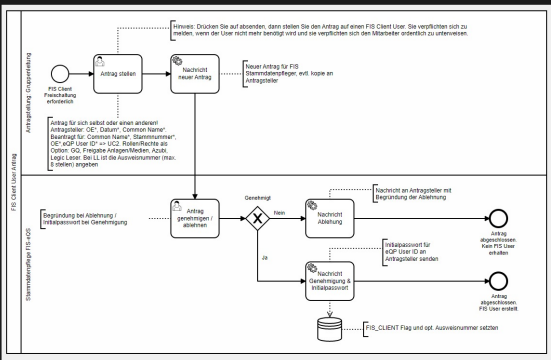 Hinweis: Drücken Sie auf absenden, dann stellen Sie den Antrag auf einen FIS Client User. Sie verpflichten sich zu
melden, wenn der User nicht mehr benötigt wird und sie verpflichten sich den Mitarbeiter ordentlich zu unterweisen.
FIS Client User Antrag
Antragstellung Gruppenleitung
FIS Client
Freischaltung
erforderlich
Antrag stellen
Nachricht
neuer Antrag
Neuer Antrag für FIS
Stammdatenpfleger, evtl. kopie an
Antragsteller
Antrag für sich selbst oder einen anderen!
Antragsteller: OE*, Datum*, Common Name*.
Beantragt für: Common Name*, Stammnummer*,
OE*,eQP User ID* => UC2. Rollen/Rechte als
Option: GQ, Freigabe Anlagen/Medien, Azubi,
Logic Leser. Bei LL ist die Ausweisnummer (max.
8 stellen) angeben
Stammdatenpflege FIS-eQS
Begründung bei Ablehnung /
Initialpasswort bei Genehmigung
Antrag
genehmigen /
ablehnen
Genehmigt
Nein
Ja
Nachricht
Ablehung
Nachricht an Antragsteller mit
Begründung der Ablehnung
Antrag
abgeschlossen.
Kein FIS User
erhalten
Nachricht
Genehmigung &
Initialpasswort
Initialpasswort für
eQP User ID an
Antragsteller senden
Antrag
abgeschlossen.
FIS User erstellt.
FIS_CLIENT Flag und opt. Ausweisnummer setzten